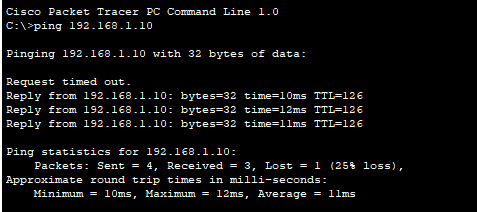 Cisco Packet Tracer PC Command Line 1.0
C:\>ping 192.168.1.10

Pinging 192.168.1.10 with 32 bytes of data:

Request timed out.
Reply from 192.168.1.10: bytes=32 time=10ms TTL=126
Reply from 192.168.1.10: bytes=32 time=12ms TTL=126
Reply from 192.168.1.10: bytes=32 time=11ms TTL=126

Ping statistics for 192.168.1.10:
    Packets: Sent = 4, Received = 3, Lost = 1 (25% loss),
Approximate round trip times in milli-seconds:
    Minimum = 10ms, Maximum = 12ms, Average = 11ms